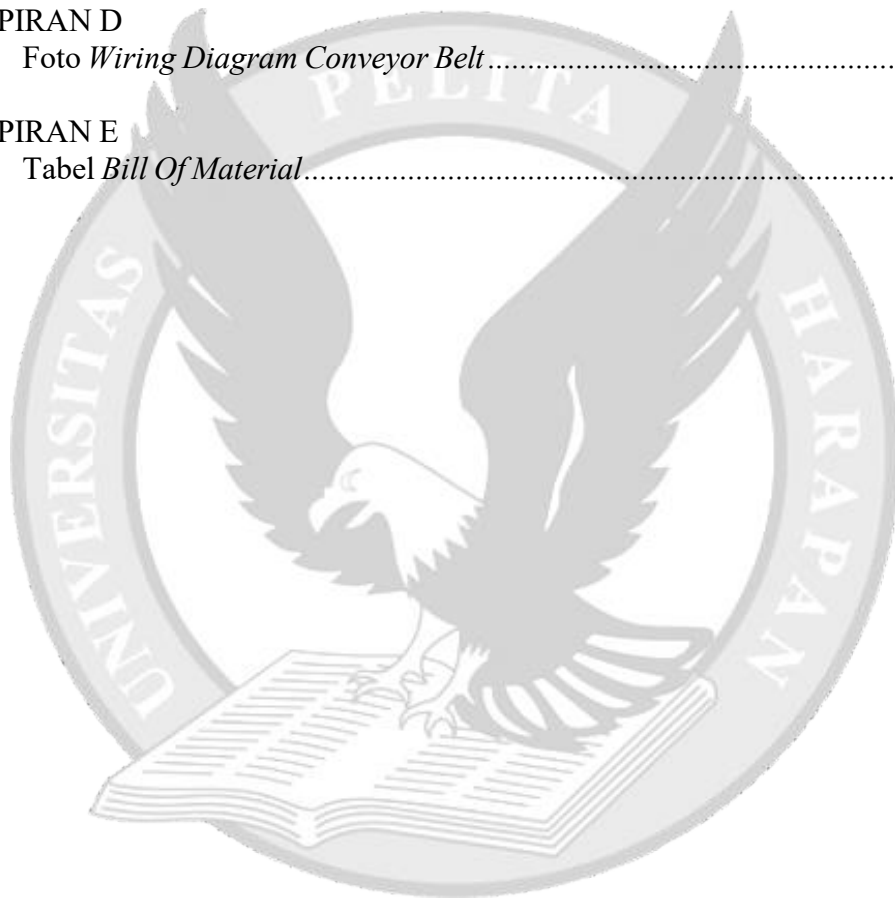 PIRAN D
Foto Wiring Diagram Conveyor Belt................................................................
PIRAN E
Tabel Bill Of Material..............................................................................................
UNIVERSITAS PELITA HARAPAN